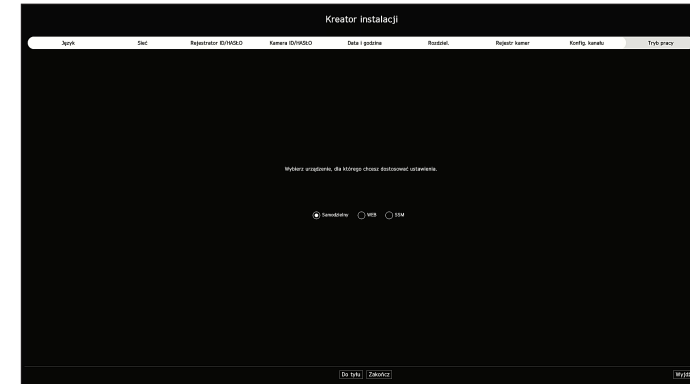 Kreator instalacji
Język Sieć Rejestrator ID/HASŁO Kamera ID/HASŁO Data i godzina Rozdziel. Rejestr kamer Konfig. kanału Tryb pracy
Wybierz urządzenie, dla którego chcesz dostosować ustawienia.
Samodzielny WEB SSM
Do tyłu Zakończ Wyjdź